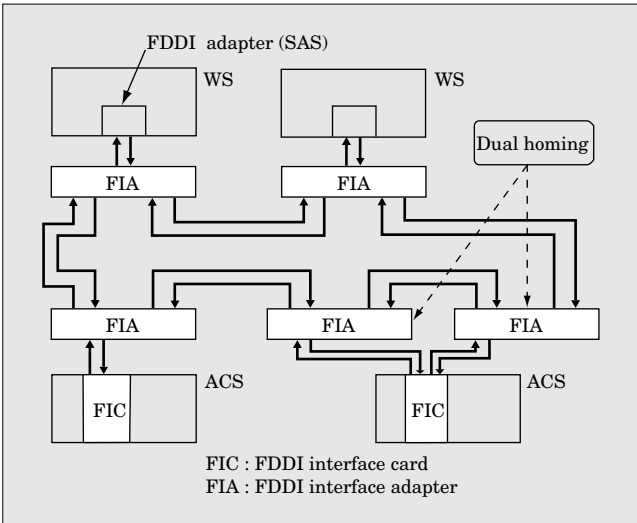 FDDI adapter (SAS)
WS
WS
Dual homing
FIA
FIA
FIA
FIA
FIA
ACS
ACS
FIC
FIC
FIC : FDDI interface card
FIA : FDDI interface adapter